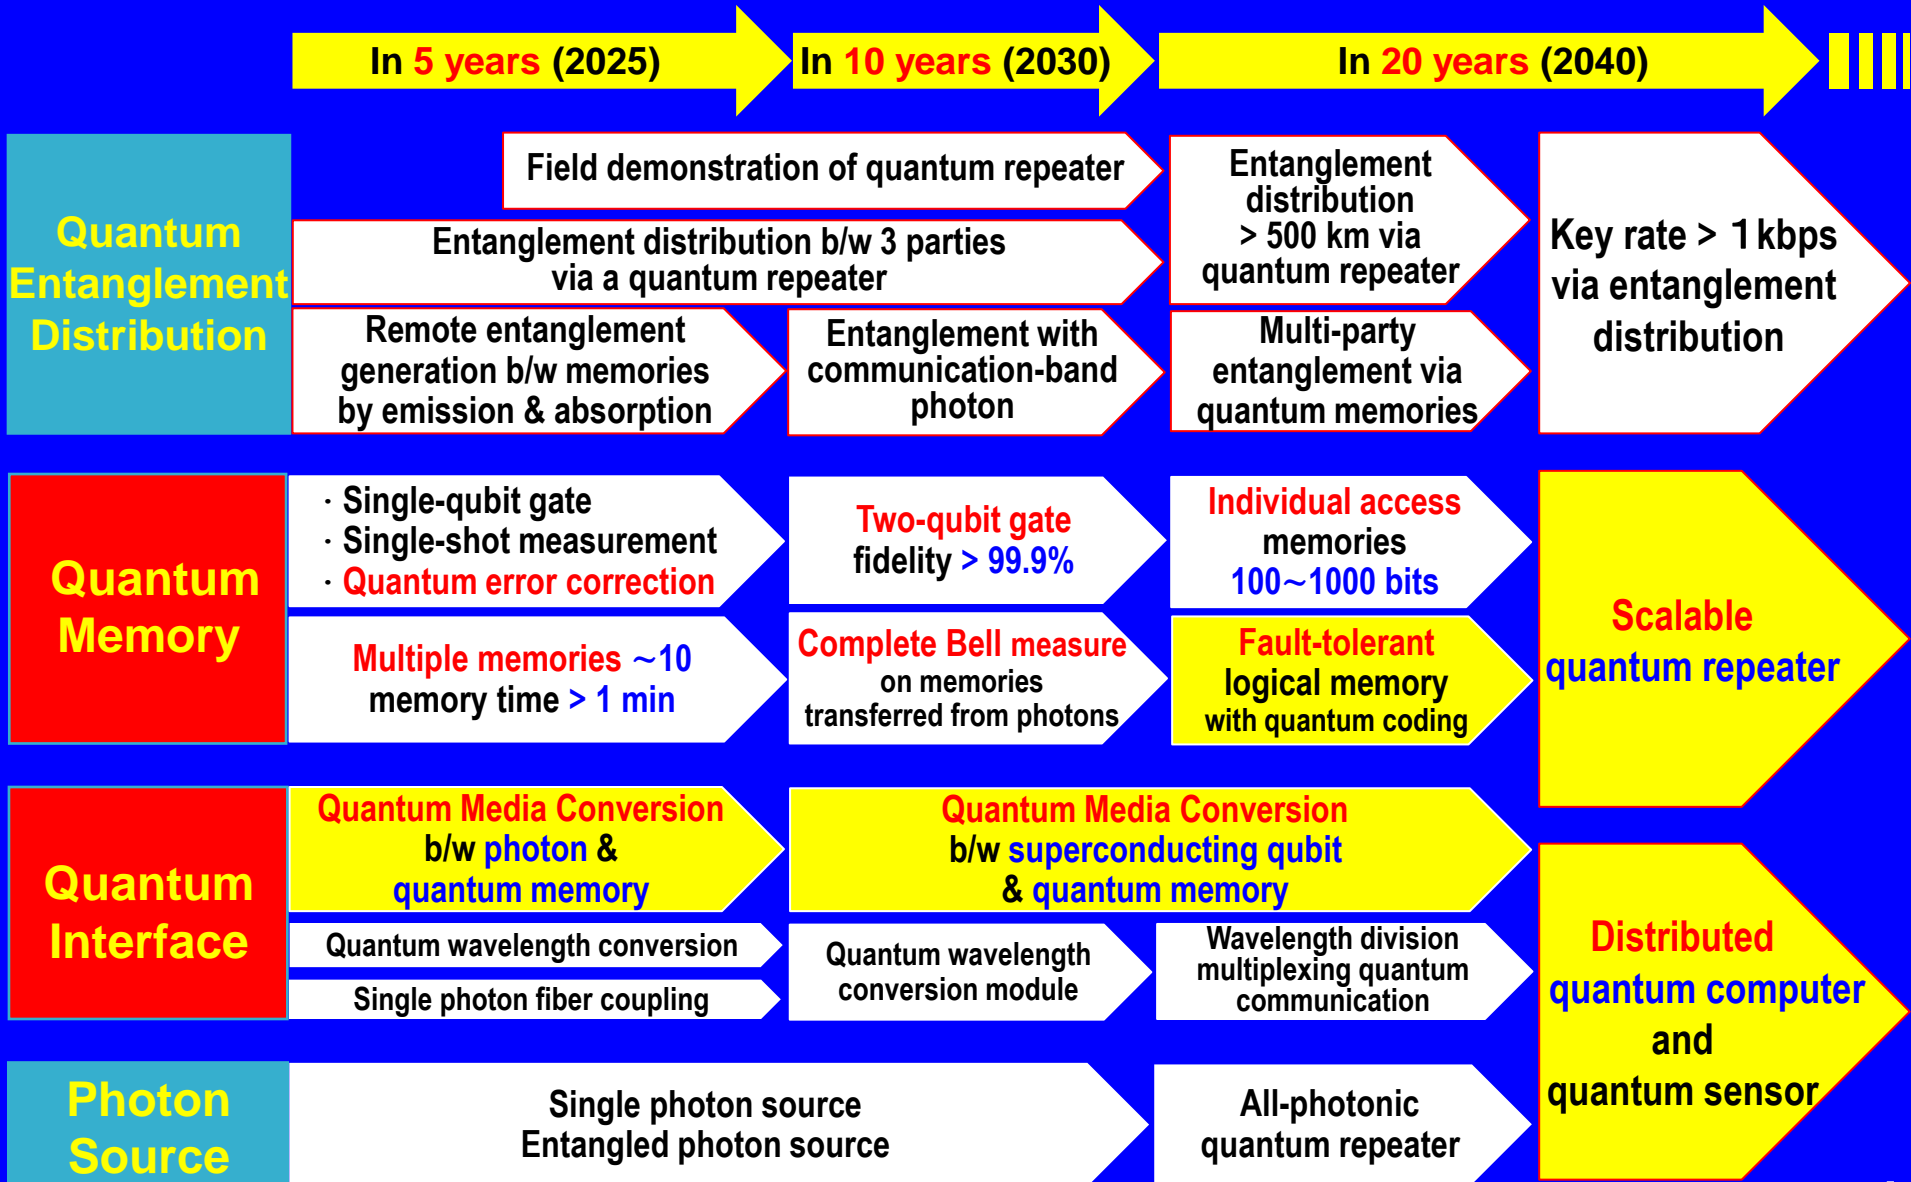 In 5 years (2025)
In 10 years (2030)
In 20 years (2040)
Quantum
Entanglement
Distribution
Field demonstration of quantum repeater
Entanglement distribution b/w 3 parties
via a quantum repeater
Remote entanglement
generation b/w memories
by emission & absorption
Entanglement with
communication-band
photon
Entanglement
distribution
> 500 km via
quantum repeater
Multi-party
entanglement via
quantum memories
Key rate > 1 kbps
via entanglement
distribution
Quantum
Memory
· Single-qubit gate
· Single-shot measurement
· Quantum error correction
Multiple memories ~10
memory time > 1 min
Two-qubit gate
fidelity > 99.9%
Complete Bell measure
on memories
transferred from photons
Individual access
memories
100~1000 bits
Fault-tolerant
logical memory
with quantum coding
Scalable
quantum repeater
Quantum
Interface
Quantum Media Conversion
b/w photon &
quantum memory
Quantum wavelength conversion
Single photon fiber coupling
Quantum Media Conversion
b/w superconducting qubit
& quantum memory
Quantum wavelength
conversion module
Wavelength division
multiplexing quantum
communication
Distributed
quantum computer
and
quantum sensor
Photon
Source
Single photon source
Entangled photon source
All-photonic
quantum repeater